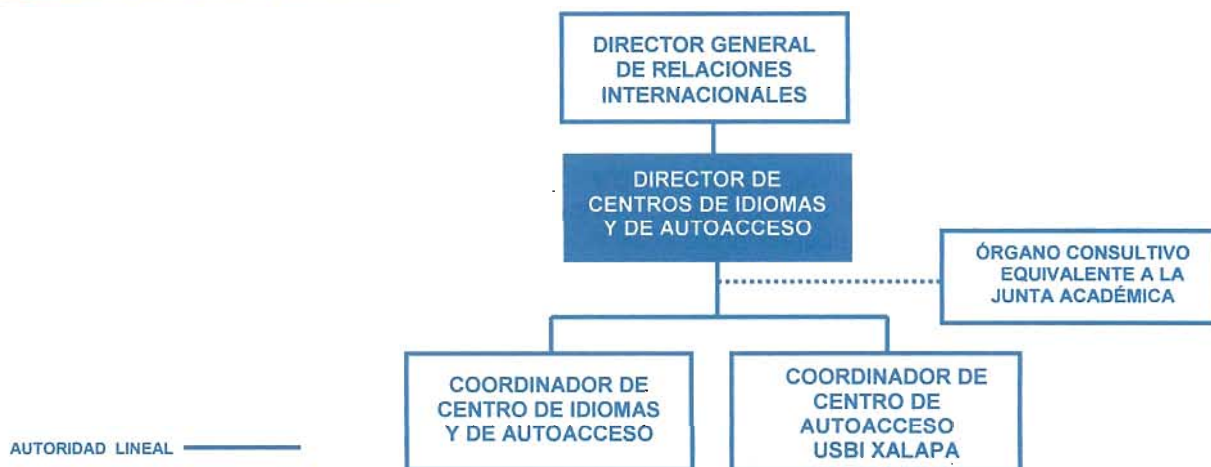 DIRECTOR GENERAL
DE RELACIONES
INTERNACIONALES
DIRECTOR DE
CENTROS DE IDIOMAS
Y DE AUTOACCESO
ÓRGANO CONSULTIVO
EQUIVALENTE A LA
JUNTA ACADÉMICA
COORDINADOR DE
CENTRO DE IDIOMAS
Y DE AUTOACCESO
COORDINADOR DE
CENTRO DE
AUTOACCESO
USBI XALAPA
AUTORIDAD LINEAL